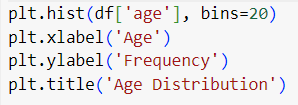 plt.hist(df['age'], bins=20)
plt.xlabel('Age')
plt.ylabel('Frequency')
plt.title('Age Distribution')